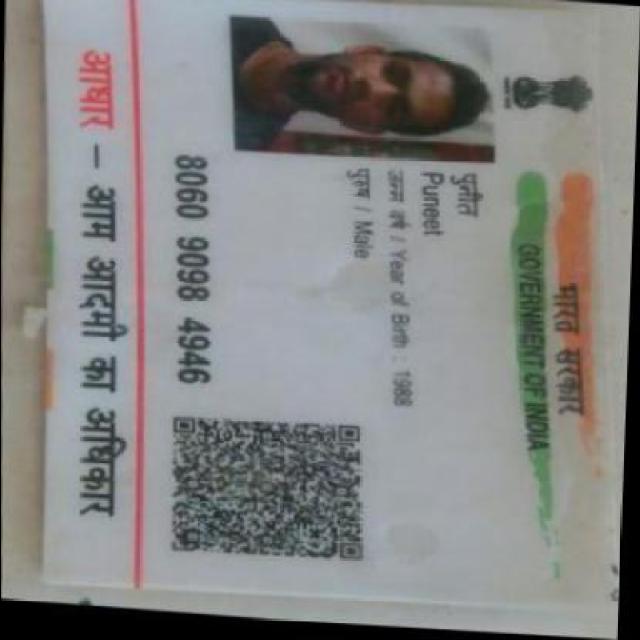 भारत सरकार
GOVERNMENT OF INDIA
पुनीत
Puneet
जन्म वर्ष / Year of Birth : 1988
पुरुष / Male
8060 9098 4946
आधार – आम आदमी का अधिकार